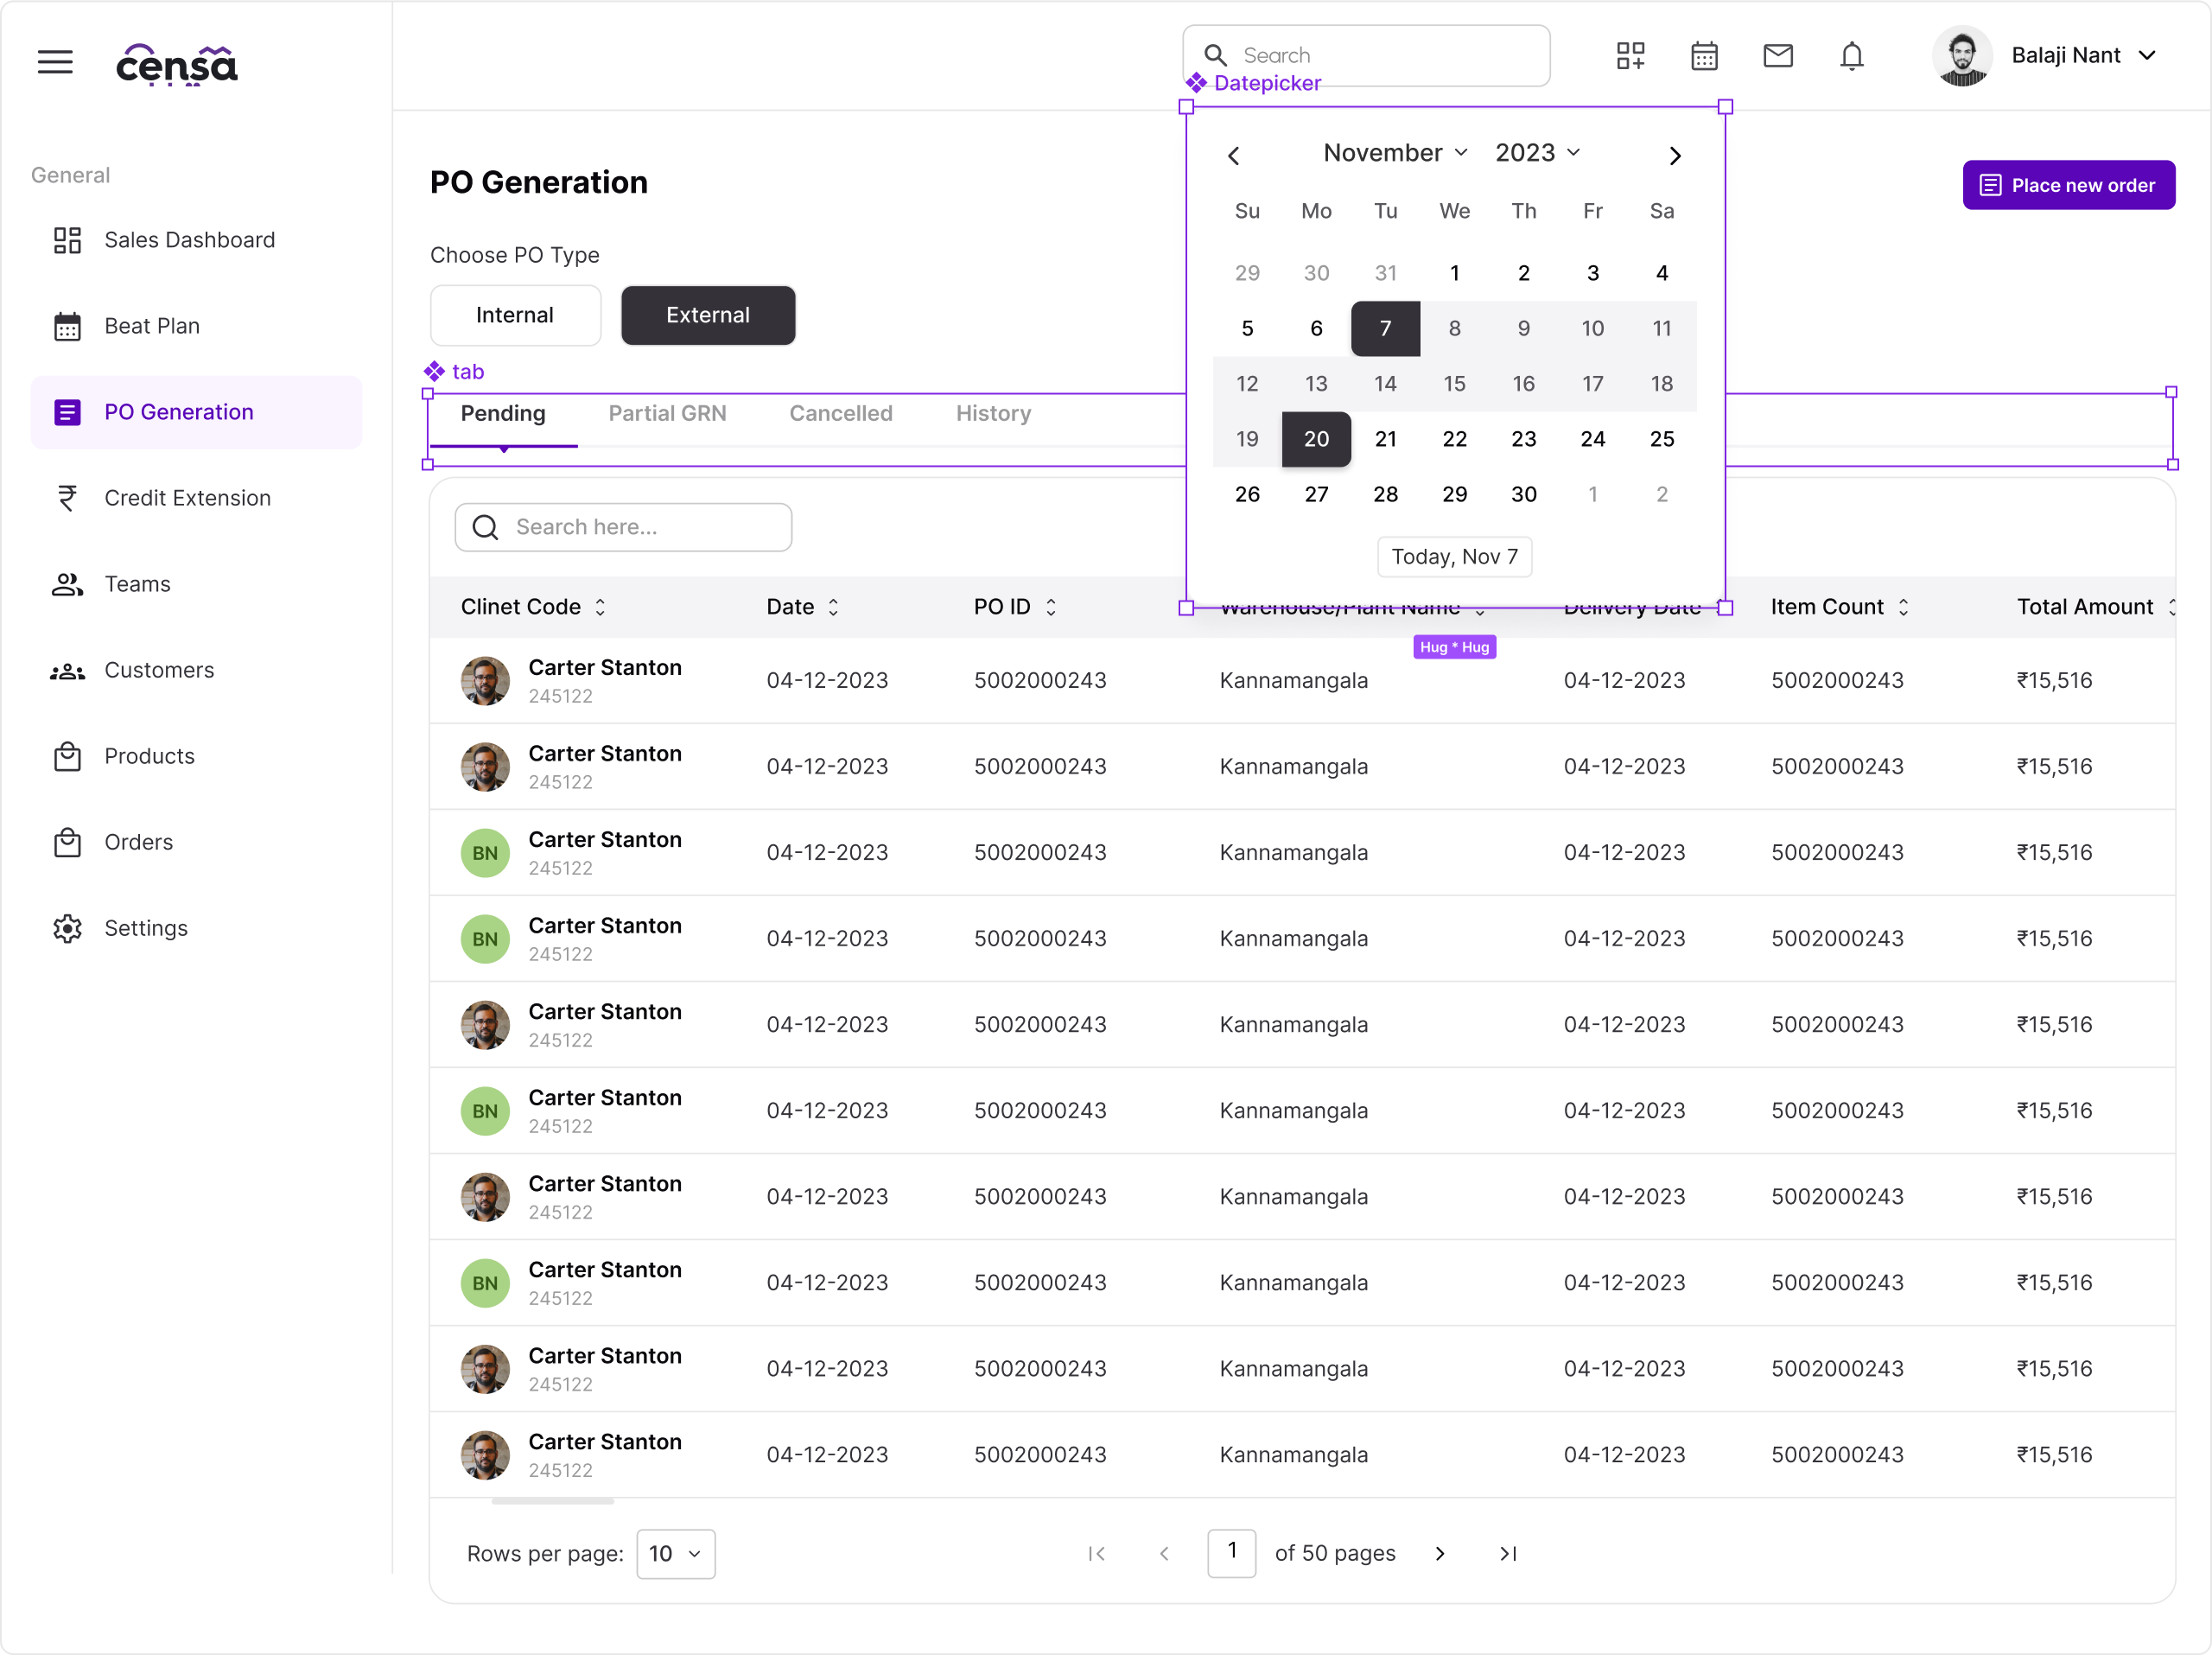 censa
Search
Balaji Nant
Datepicker
November 2023
Su Mo Tu We Th Fr Sa
29 30 31 1 2 3 4
5 6 7 8 9 10 11
12 13 14 15 16 17 18
19 20 21 22 23 24 25
26 27 28 29 30 1 2
Today, Nov 7
Hug * Hug
General
Sales Dashboard
Beat Plan
PO Generation
Credit Extension
Teams
Customers
Products
Orders
Settings
PO Generation
Place new order
Choose PO Type
Internal External
tab
Pending Partial GRN Cancelled History
Search here...
Clinet Code Date PO ID Warehouse/Plant Name Delivery Date Item Count Total Amount
Carter Stanton
245122
04-12-2023 5002000243 Kannamangala 04-12-2023 5002000243 ₹15,516
Carter Stanton
245122
04-12-2023 5002000243 Kannamangala 04-12-2023 5002000243 ₹15,516
BN
Carter Stanton
245122
04-12-2023 5002000243 Kannamangala 04-12-2023 5002000243 ₹15,516
BN
Carter Stanton
245122
04-12-2023 5002000243 Kannamangala 04-12-2023 5002000243 ₹15,516
Carter Stanton
245122
04-12-2023 5002000243 Kannamangala 04-12-2023 5002000243 ₹15,516
BN
Carter Stanton
245122
04-12-2023 5002000243 Kannamangala 04-12-2023 5002000243 ₹15,516
Carter Stanton
245122
04-12-2023 5002000243 Kannamangala 04-12-2023 5002000243 ₹15,516
BN
Carter Stanton
245122
04-12-2023 5002000243 Kannamangala 04-12-2023 5002000243 ₹15,516
Carter Stanton
245122
04-12-2023 5002000243 Kannamangala 04-12-2023 5002000243 ₹15,516
Carter Stanton
245122
04-12-2023 5002000243 Kannamangala 04-12-2023 5002000243 ₹15,516
Rows per page: 10
1 of 50 pages